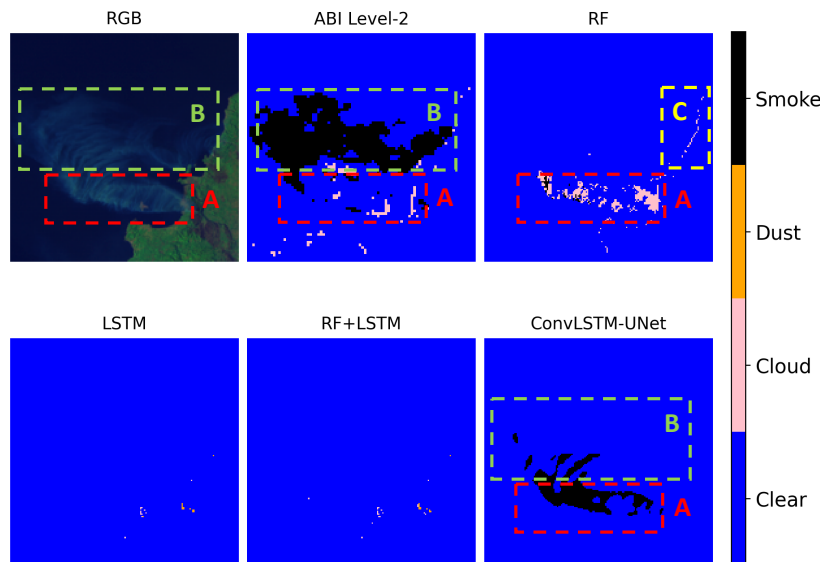 RGB
ABI Level-2
RF
B
A
B
A
C
A
Smoke
Dust
Cloud
Clear
LSTM
RF+LSTM
ConvLSTM-UNet
B
A